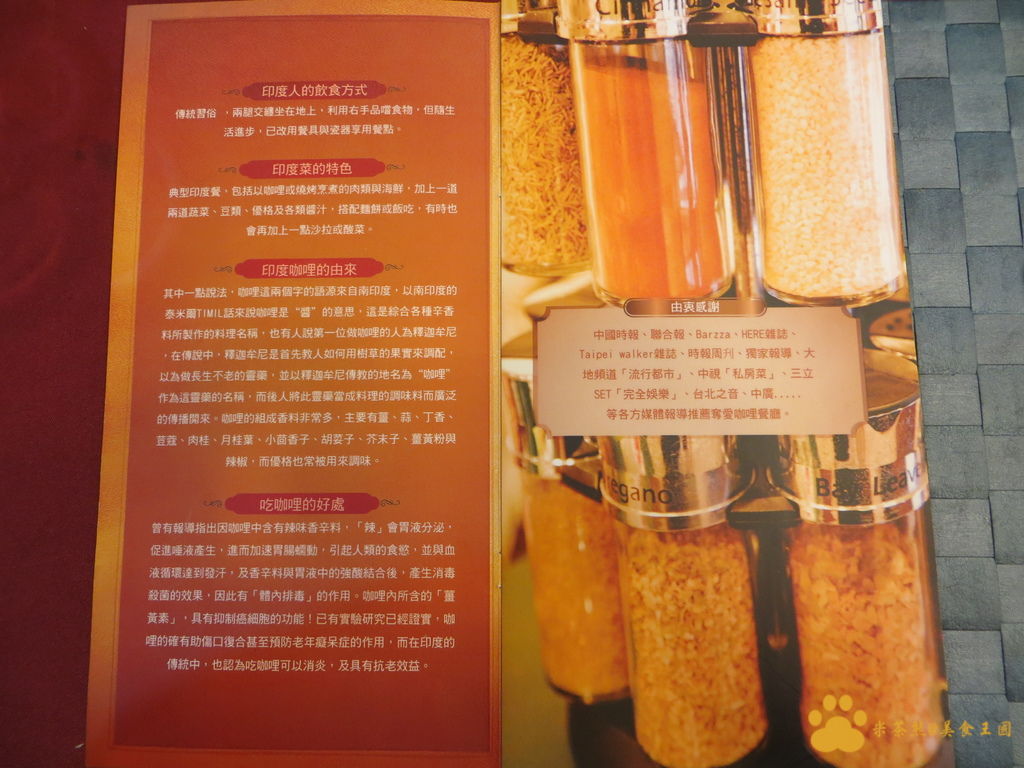 印度人的飲食方式
傳統習俗 ，兩腿交纏坐在地上，利用右手品嚐食物，但隨生
活進步，已改用餐具與瓷器享用餐點。
印度菜的特色
典型印度餐，包括以咖哩或燒烤烹煮的肉類與海鮮，加上一道
兩道蔬菜、豆類、優格及各類醬汁，搭配麵餅或飯吃，有時也
會再加上一點沙拉或酸菜。
印度咖哩的由來
其中一點說法，咖哩這兩個字的語源來自南印度，以南印度的
泰米爾TIMIL話來說咖哩是“醬”的意思，這是綜合各種辛香
料所製作的料理名稱，也有人說第一位做咖哩的人為釋迦牟尼
，在傳說中，釋迦牟尼是首先教人如何用樹草的果實來調配，
以為做長生不老的靈藥，並以釋迦牟尼傳教的地名為“咖哩”
作為這靈藥的名稱，而後人將此靈藥當成料理的調味料而廣泛
的傳播開來。咖哩的組成香料非常多，主要有薑、蒜、丁香、
荳蔻、肉桂、月桂葉、小茴香子、胡荽子、芥末子、薑黃粉與
辣椒，而優格也常被用來調味。
吃咖哩的好處
曾有報導指出因咖哩中含有辣味香辛料，「辣」會胃液分泌，
促進唾液產生，進而加速胃腸蠕動，引起人類的食慾，並與血
液循環達到發汗，及香辛料與胃液中的強酸結合後，產生消毒
殺菌的效果，因此有「體內排毒」的作用。咖哩內所含的「薑
黃素」，具有抑制癌細胞的功能！已有實驗研究已經證實，咖
哩的確有助傷口復合甚至預防老年癡呆症的作用，而在印度的
傳統中，也認為吃咖哩可以消炎，及具有抗老效益。
Cinnamon
由衷感謝
中國時報、聯合報、Barzza、HERE雜誌、
Taipei walker雜誌、時報周刊、獨家報導、大
地頻道「流行都市」、中視「私房菜」、三立
SET「完全娛樂」、台北之音、中廣.....
等各方媒體報導推薦奪愛咖哩餐廳。
Oregano
Bay Leave